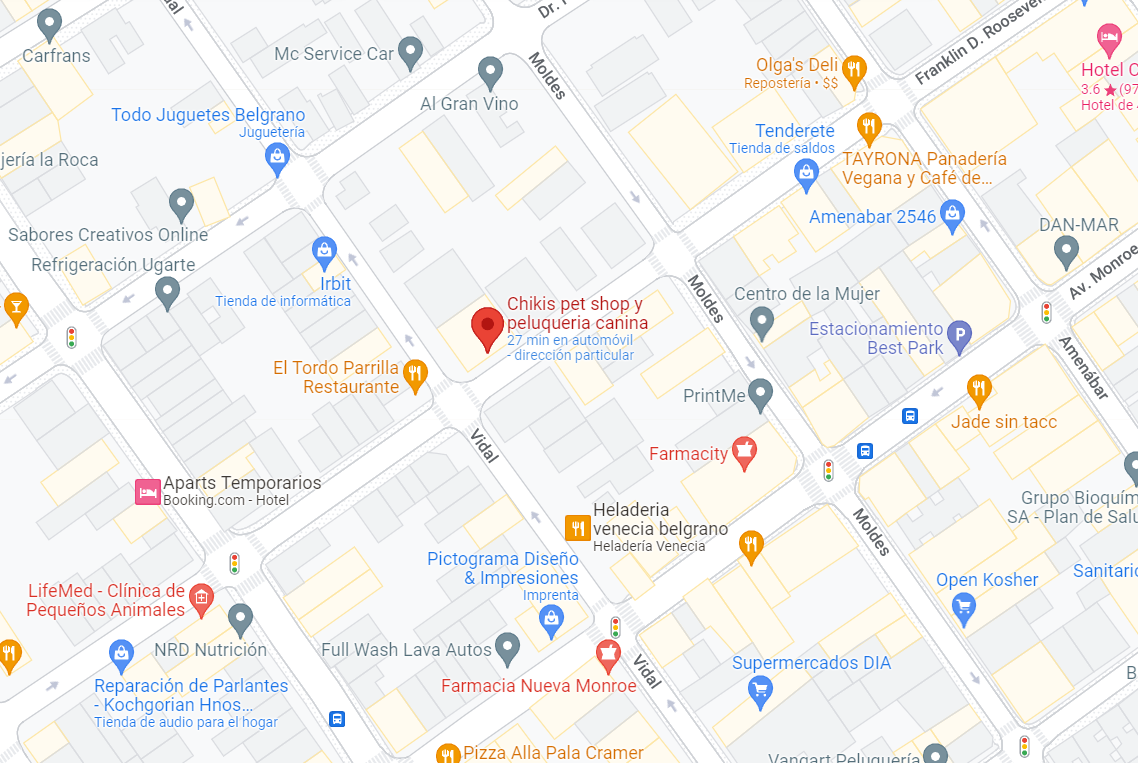 Dr.
Carfrans
Mc Service Car
Moldes
Franklin D. Roosevelt
Olga's Deli
Repostería • $$
Hotel
3.6 ★ (97
Hotel de
Al Gran Vino
Todo Juguetes Belgrano
Juguetería
Tenderete
Tienda de saldos
TAYRONA Panadería
Vegana y Café de...
jería la Roca
Amenabar 2546
DAN-MAR
Sabores Creativos Online
Refrigeración Ugarte
Av. Monroe
Irbit
Tienda de informática
Moldes
Centro de la Mujer
Chikis pet shop y
peluqueria canina
27 min en automóvil
- dirección particular
Estacionamiento
Best Park
P
El Tordo Parrilla
Restaurante
Amenábar
PrintMe
Jade sin tacc
Vidal
Farmacity
Aparts Temporarios
Booking.com - Hotel
Grupo Bioquím
SA - Plan de Salu
Heladeria
venecia belgrano
Heladería Venecia
Moldes
Pictograma Diseño
& Impresiones
Imprenta
Open Kosher
Sanitario
LifeMed - Clínica de
Pequeños Animales
NRD Nutrición
Full Wash Lava Autos
Vidal
Supermercados DIA
Reparación de Parlantes
- Kochgorian Hnos...
Tienda de audio para el hogar
Farmacia Nueva Monroe
Pizza Alla Pala Cramer
Vangart Peluquería